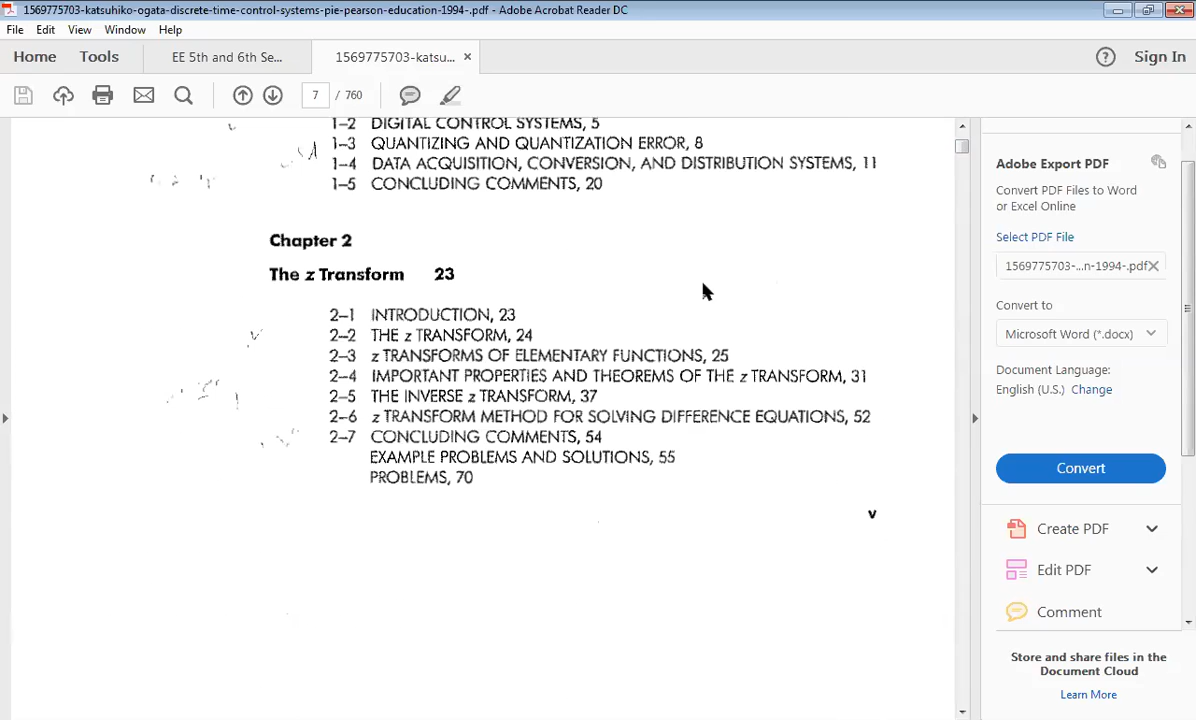 1569775703-katsuhiko-ogata-discrete-time-control-systems-pie-pearson-education-1994-.pdf - Adobe Acrobat Reader DC
File Edit View Window Help
Home Tools EE 5th and 6th Se... 1569775703-katsu... ×
Sign In
7 / 760
1–2 DIGITAL CONTROL SYSTEMS, 5
1–3 QUANTIZING AND QUANTIZATION ERROR, 8
1–4 DATA ACQUISITION, CONVERSION, AND DISTRIBUTION SYSTEMS, 11
1–5 CONCLUDING COMMENTS, 20
Chapter 2
The z Transform 23
2–1 INTRODUCTION, 23
2–2 THE z TRANSFORM, 24
2–3 z TRANSFORMS OF ELEMENTARY FUNCTIONS, 25
2–4 IMPORTANT PROPERTIES AND THEOREMS OF THE z TRANSFORM, 31
2–5 THE INVERSE z TRANSFORM, 37
2–6 z TRANSFORM METHOD FOR SOLVING DIFFERENCE EQUATIONS, 52
2–7 CONCLUDING COMMENTS, 54
EXAMPLE PROBLEMS AND SOLUTIONS, 55
PROBLEMS, 70
v
Adobe Export PDF
Convert PDF Files to Word
or Excel Online
Select PDF File
1569775703-...n-1994-.pdf
Convert to
Microsoft Word (*.docx)
Document Language:
English (U.S.) Change
Convert
Create PDF
Edit PDF
Comment
Store and share files in the
Document Cloud
Learn More